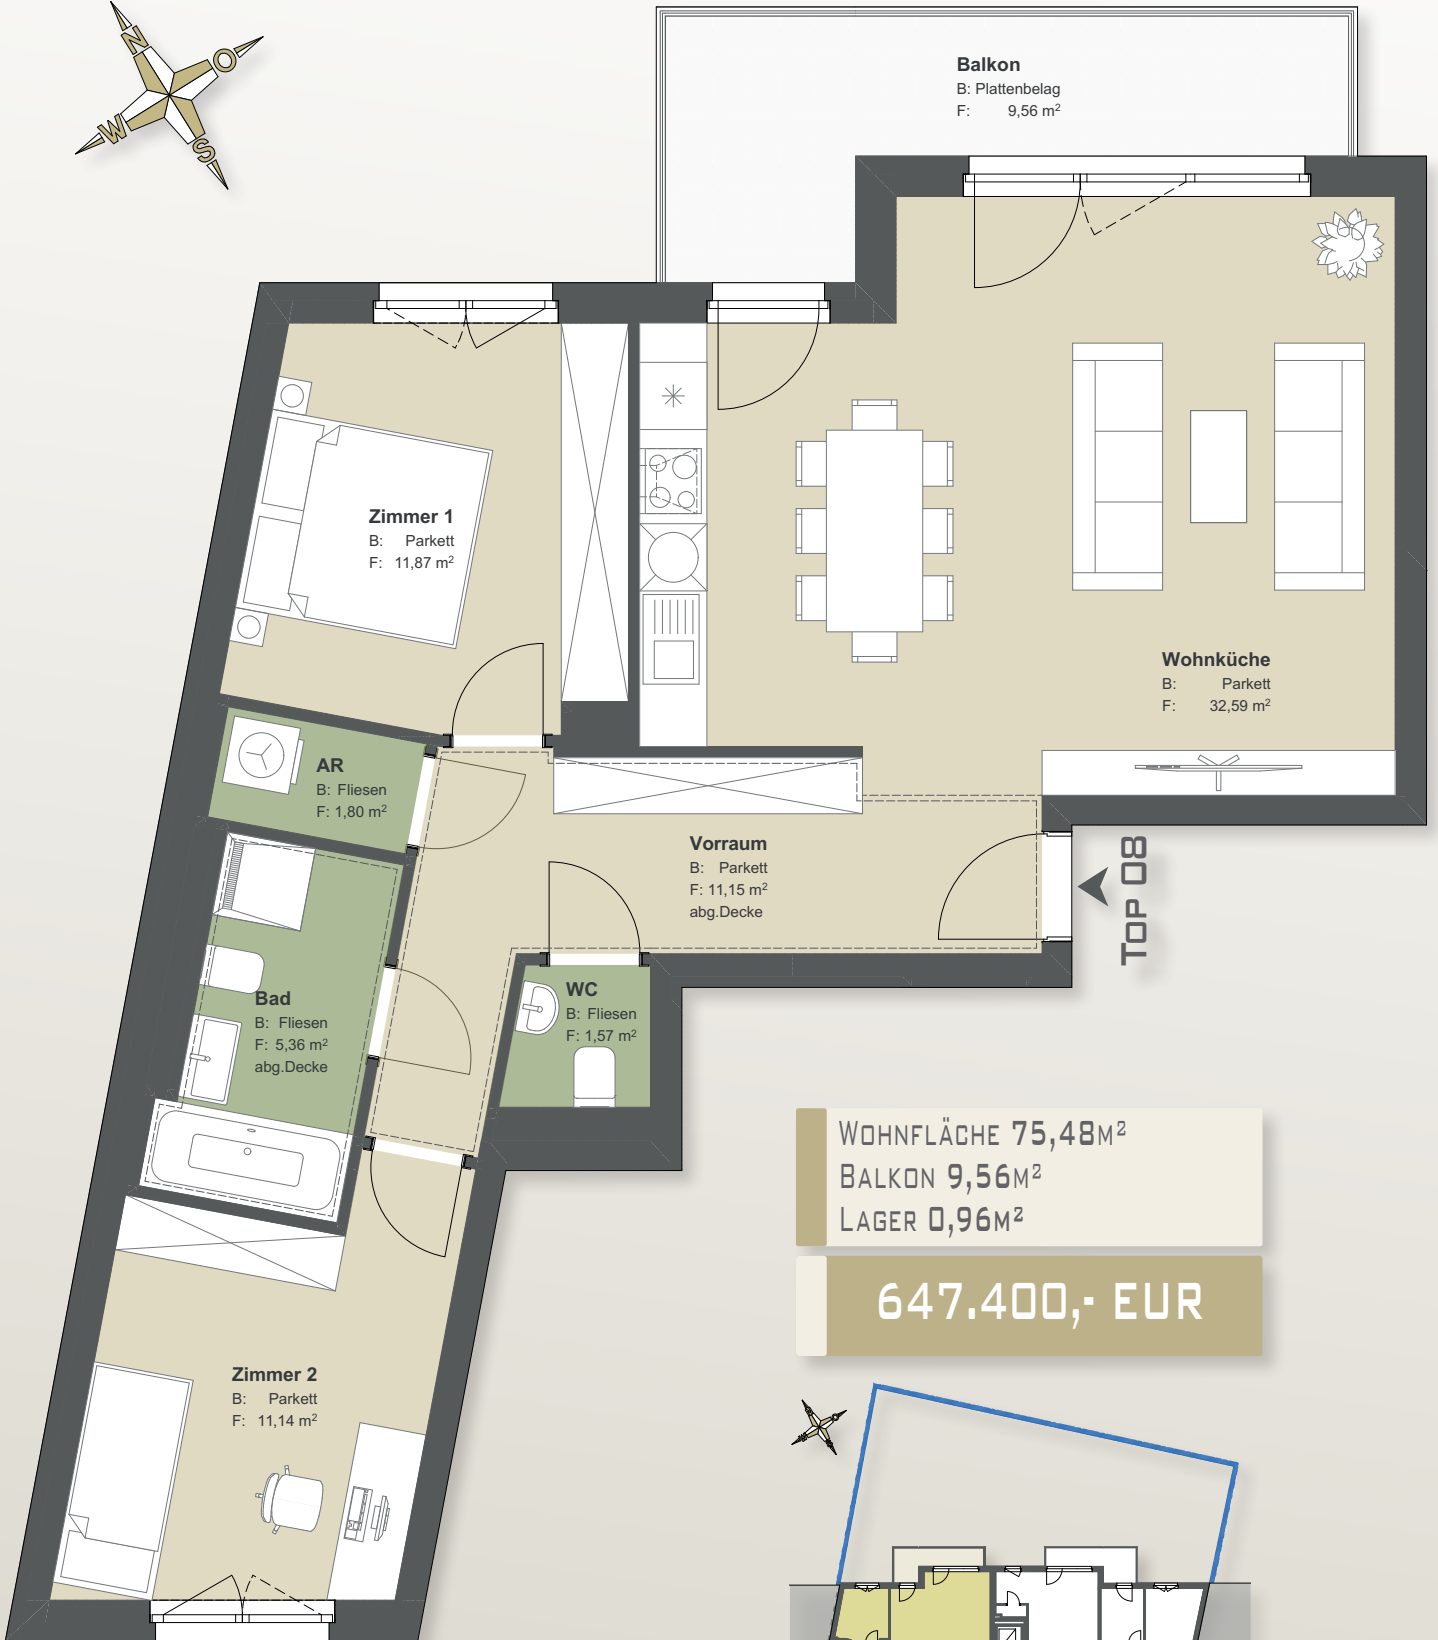 N
O
W
S
Balkon
B: Plattenbelag
F: 9,56 m²
Zimmer 1
B: Parkett
F: 11,87 m²
Wohnküche
B: Parkett
F: 32,59 m²
AR
B: Fliesen
F: 1,80 m²
Vorraum
B: Parkett
F: 11,15 m²
abg.Decke
TOP 08
Bad
B: Fliesen
F: 5,36 m²
abg.Decke
WC
B: Fliesen
F: 1,57 m²
WOHNFLÄCHE 75,48M²
BALKON 9,56M²
LAGER 0,96M²
647.400,- EUR
Zimmer 2
B: Parkett
F: 11,14 m²